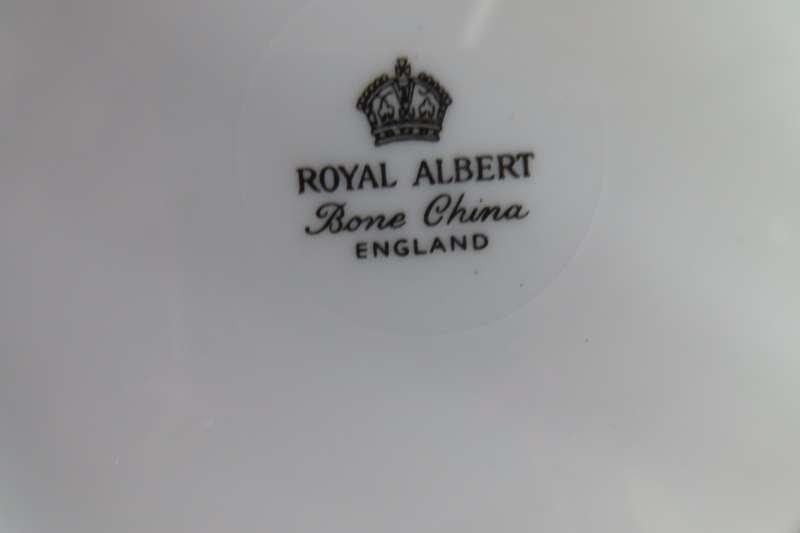 ROYAL ALBERT
Bone China
ENGLAND